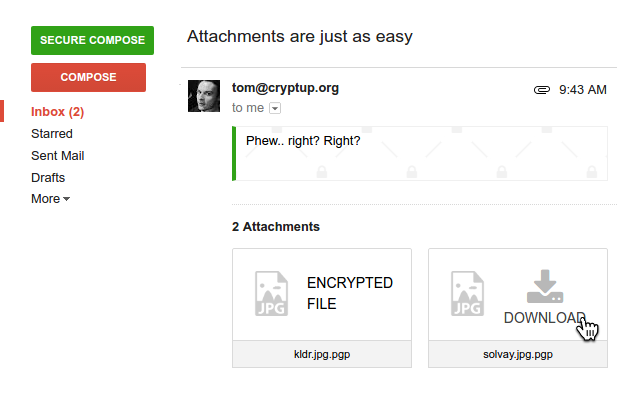 SECURE COMPOSE
COMPOSE
Inbox (2)
Starred
Sent Mail
Drafts
More
Attachments are just as easy
tom@cryptup.org
9:43 AM
to me
Phew.. right? Right?
2 Attachments
JPG
ENCRYPTED
FILE
kldr.jpg.pgp
JPG
DOWNLOAD
solvay.jpg.pgp